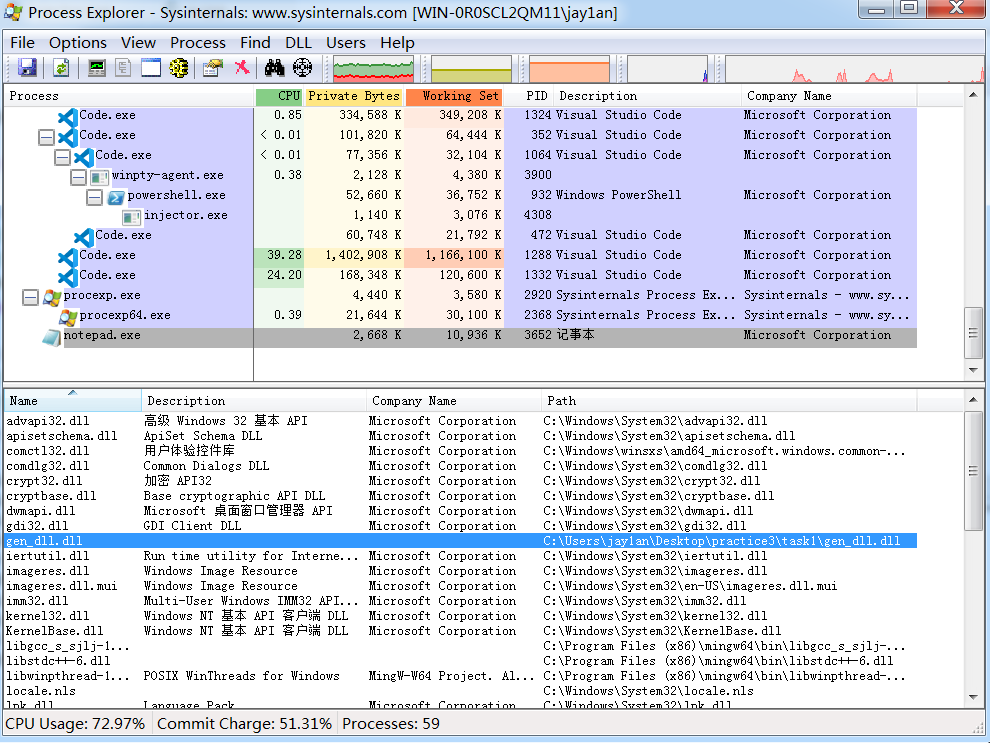 Process Explorer - Sysinternals: www.sysinternals.com [WIN-0R0SCL2QM11\jay1an]
File Options View Process Find DLL Users Help
Process CPU Private Bytes Working Set PID Description Company Name
Code.exe 0.85 334,588 K 349,208 K 1324 Visual Studio Code Microsoft Corporation
Code.exe < 0.01 101,820 K 64,444 K 352 Visual Studio Code Microsoft Corporation
Code.exe < 0.01 77,356 K 32,104 K 1064 Visual Studio Code Microsoft Corporation
winpty-agent.exe 0.38 2,128 K 4,380 K 3900
powershell.exe 52,660 K 36,752 K 932 Windows PowerShell Microsoft Corporation
injector.exe 1,140 K 3,076 K 4308
Code.exe 60,748 K 21,792 K 472 Visual Studio Code Microsoft Corporation
Code.exe 39.28 1,402,908 K 1,166,100 K 1288 Visual Studio Code Microsoft Corporation
Code.exe 24.20 168,348 K 120,600 K 1332 Visual Studio Code Microsoft Corporation
procexp.exe 4,440 K 3,580 K 2920 Sysinternals Process Ex... Sysinternals - www.sy...
procexp64.exe 0.39 21,644 K 30,100 K 2368 Sysinternals Process Ex... Sysinternals - www.sy...
notepad.exe 2,668 K 10,936 K 3652 记事本 Microsoft Corporation
Name Description Company Name Path
advapi32.dll 高级 Windows 32 基本 API Microsoft Corporation C:\Windows\System32\advapi32.dll
apisetschema.dll ApiSet Schema DLL Microsoft Corporation C:\Windows\System32\apisetschema.dll
comctl32.dll 用户体验控件库 Microsoft Corporation C:\Windows\winsxs\amd64_microsoft.windows.common-...
comdlg32.dll Common Dialogs DLL Microsoft Corporation C:\Windows\System32\comdlg32.dll
crypt32.dll 加密 API32 Microsoft Corporation C:\Windows\System32\crypt32.dll
cryptbase.dll Base cryptographic API DLL Microsoft Corporation C:\Windows\System32\cryptbase.dll
dwmapi.dll Microsoft 桌面窗口管理器 API Microsoft Corporation C:\Windows\System32\dwmapi.dll
gdi32.dll GDI Client DLL Microsoft Corporation C:\Windows\System32\gdi32.dll
gen_dll.dll C:\Users\jay1an\Desktop\practice3\task1\gen_dll.dll
iertutil.dll Run time utility for Interne... Microsoft Corporation C:\Windows\System32\iertutil.dll
imageres.dll Windows Image Resource Microsoft Corporation C:\Windows\System32\imageres.dll
imageres.dll.mui Windows Image Resource Microsoft Corporation C:\Windows\System32\en-US\imageres.dll.mui
imm32.dll Multi-User Windows IMM32 API... Microsoft Corporation C:\Windows\System32\imm32.dll
kernel32.dll Windows NT 基本 API 客户端 DLL Microsoft Corporation C:\Windows\System32\kernel32.dll
KernelBase.dll Windows NT 基本 API 客户端 DLL Microsoft Corporation C:\Windows\System32\KernelBase.dll
libgcc_s_sjlj-1... C:\Program Files (x86)\mingw64\bin\libgcc_s_sjlj-...
libstdc++-6.dll C:\Program Files (x86)\mingw64\bin\libstdc++-6.dll
libwinpthread-1... POSIX WinThreads for Windows MingW-W64 Project. Al... C:\Program Files (x86)\mingw64\bin\libwinpthread-...
locale.nls C:\Windows\System32\locale.nls
lpk.dll Language Pack Microsoft Corporation C:\Windows\System32\lpk.dll
CPU Usage: 72.97% Commit Charge: 51.31% Processes: 59